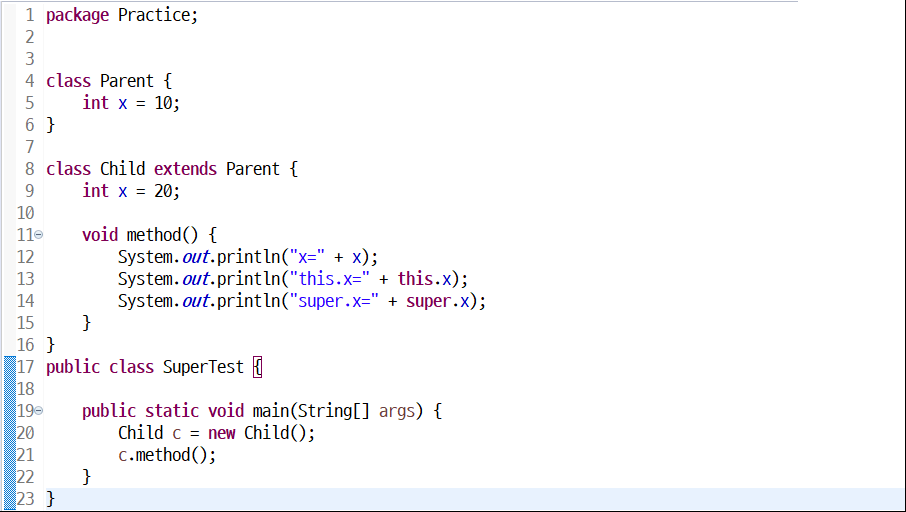 1 package Practice;
2
3
4 class Parent {
5     int x = 10;
6 }
7
8 class Child extends Parent {
9     int x = 20;
10
11     void method() {
12         System.out.println("x=" + x);
13         System.out.println("this.x=" + this.x);
14         System.out.println("super.x=" + super.x);
15     }
16 }
17 public class SuperTest {
18
19     public static void main(String[] args) {
20         Child c = new Child();
21         c.method();
22     }
23 }